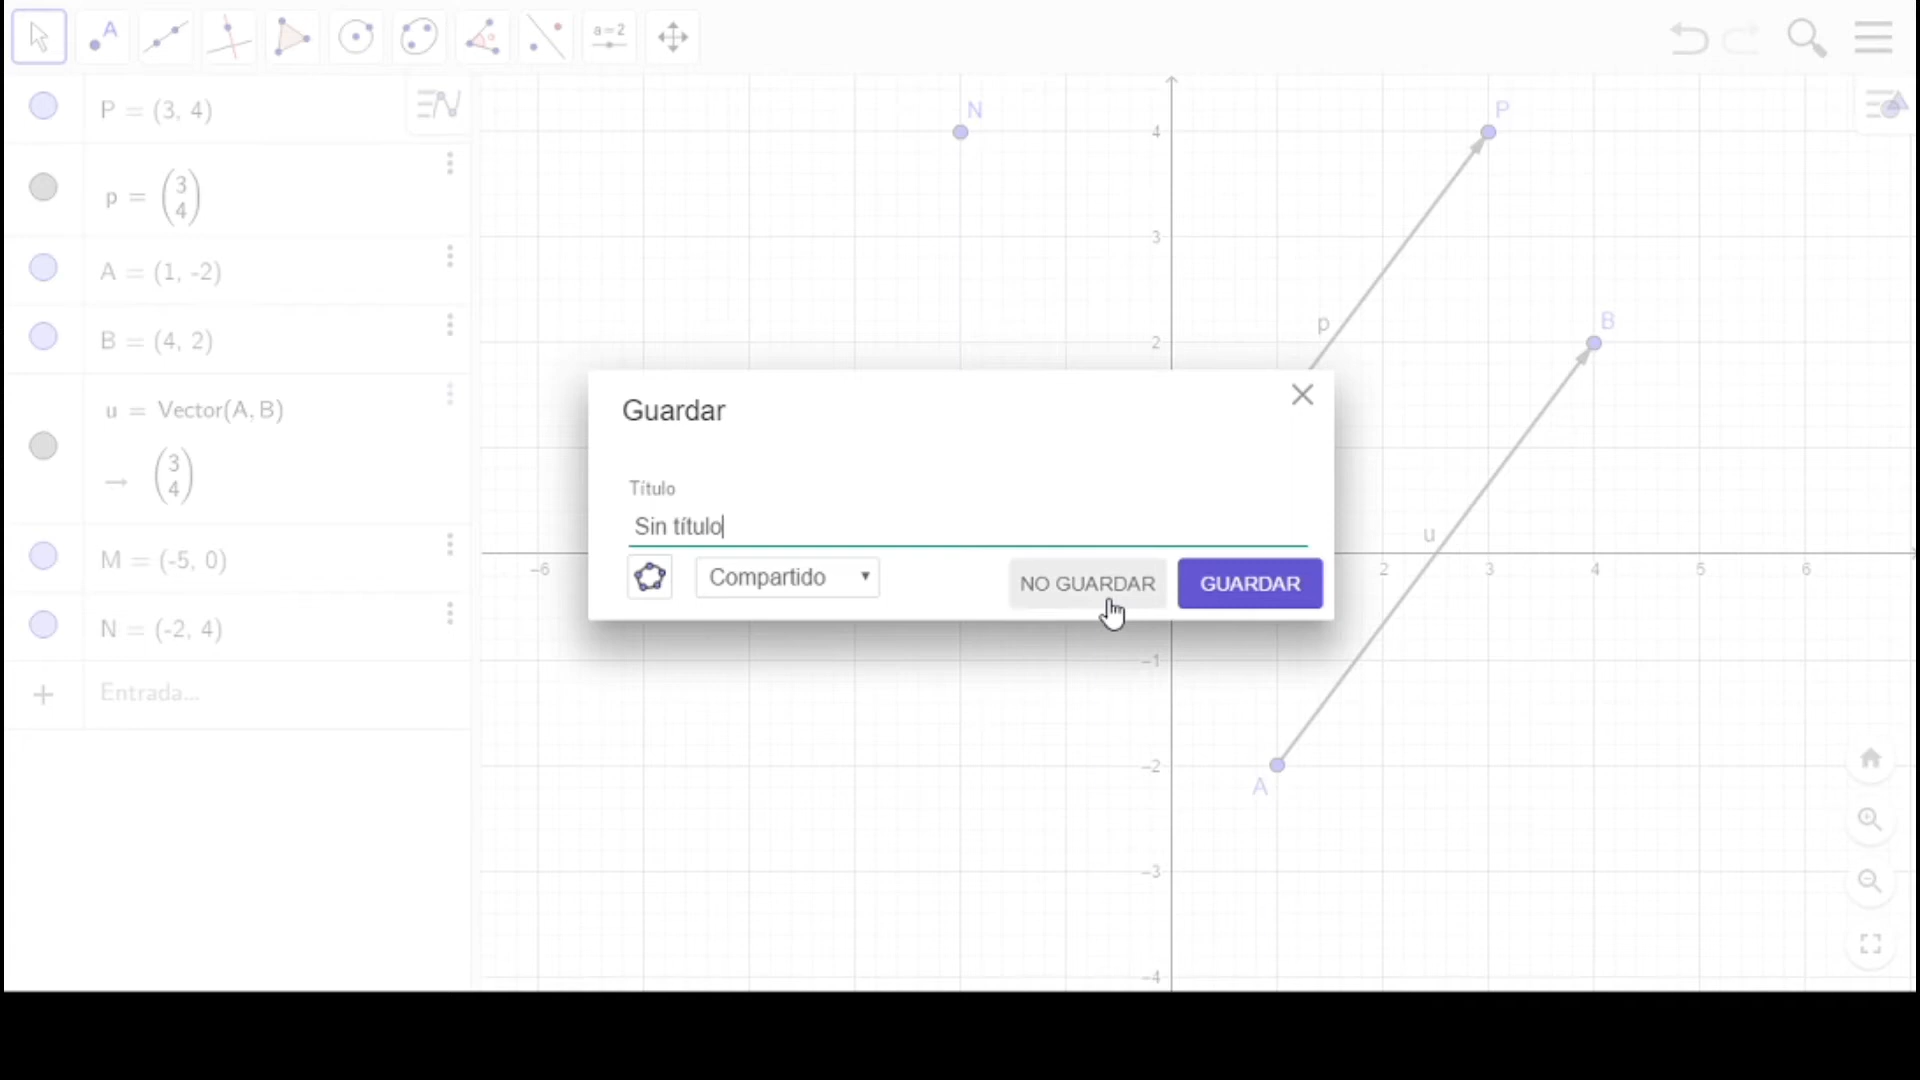 A
a=2
P = (3, 4)
p = (3 4)
A = (1, -2)
B = (4, 2)
u = Vector(A, B)
→ (3 4)
M = (-5, 0)
N = (-2, 4)
+ Entrada...
N
P
4
3
p
2
B
Guardar
Título
Sin título
Compartido
NO GUARDAR
GUARDAR
u
-6
2
3
4
5
6
-1
-2
A
-3
-4